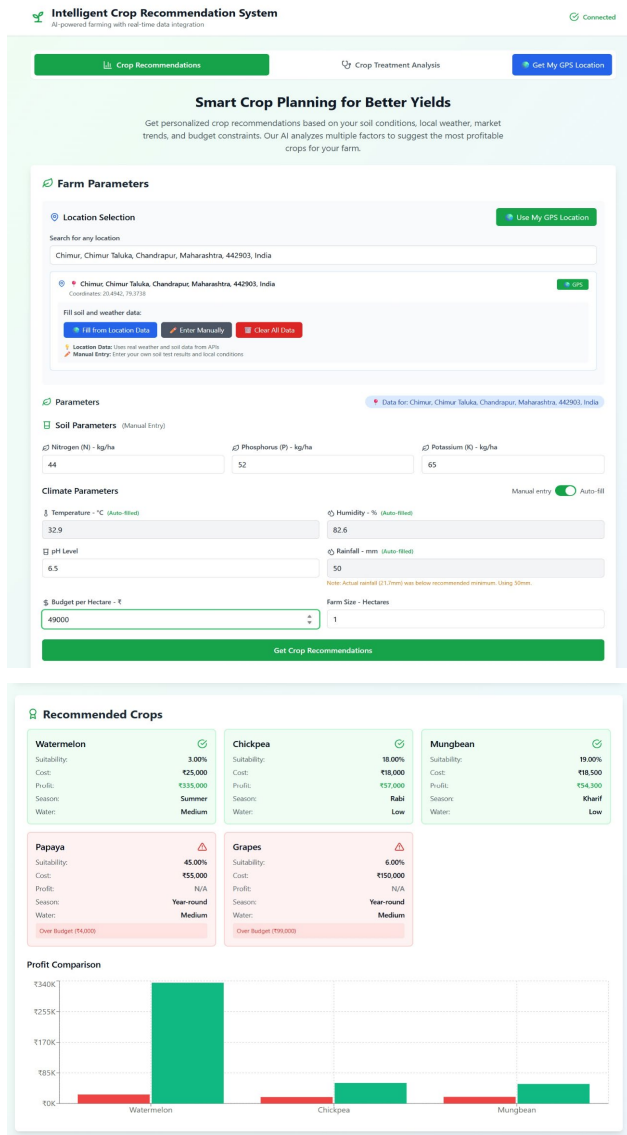 Intelligent Crop Recommendation System
AI-powered farming with real-time data integration
Connected
Crop Recommendations
Crop Treatment Analysis
Get My GPS Location
Smart Crop Planning for Better Yields
Get personalized crop recommendations based on your soil conditions, local weather, market
trends, and budget constraints. Our AI analyzes multiple factors to suggest the most profitable
crops for your farm.
Farm Parameters
Location Selection
Use My GPS Location
Search for any location
Chimur, Chimur Taluka, Chandrapur, Maharashtra, 442903, India
Chimur, Chimur Taluka, Chandrapur, Maharashtra, 442903, India
GPS
Coordinates: 20.4942, 79.3738
Fill soil and weather data:
Fill from Location Data
Enter Manually
Clear All Data
Location Data: Uses real weather and soil data from APIs
Manual Entry: Enter your own soil test results and local conditions
Parameters
Data for: Chimur, Chimur Taluka, Chandrapur, Maharashtra, 442903, India
Soil Parameters (Manual Entry)
Nitrogen (N) - kg/ha
Phosphorus (P) - kg/ha
Potassium (K) - kg/ha
44
52
65
Climate Parameters
Manual entry
Auto-fill
Temperature - °C (Auto-filled)
Humidity - % (Auto-filled)
32.9
82.6
pH Level
Rainfall - mm (Auto-filled)
6.5
50
Note: Actual rainfall (21.7mm) was below recommended minimum. Using 50mm.
Budget per Hectare - ₹
Farm Size - Hectares
49000
1
Get Crop Recommendations
Recommended Crops
Watermelon
Suitability: 3.00%
Cost: ₹25,000
Profit: ₹335,000
Season: Summer
Water: Medium
Chickpea
Suitability: 18.00%
Cost: ₹18,000
Profit: ₹57,000
Season: Rabi
Water: Low
Mungbean
Suitability: 19.00%
Cost: ₹18,500
Profit: ₹54,300
Season: Kharif
Water: Low
Papaya
Suitability: 45.00%
Cost: ₹55,000
Profit: N/A
Season: Year-round
Water: Medium
Over Budget (₹4,000)
Grapes
Suitability: 6.00%
Cost: ₹150,000
Profit: N/A
Season: Year-round
Water: Medium
Over Budget (₹99,000)
Profit Comparison
₹340K
₹255K
₹170K
₹85K
₹0K
Watermelon
Chickpea
Mungbean